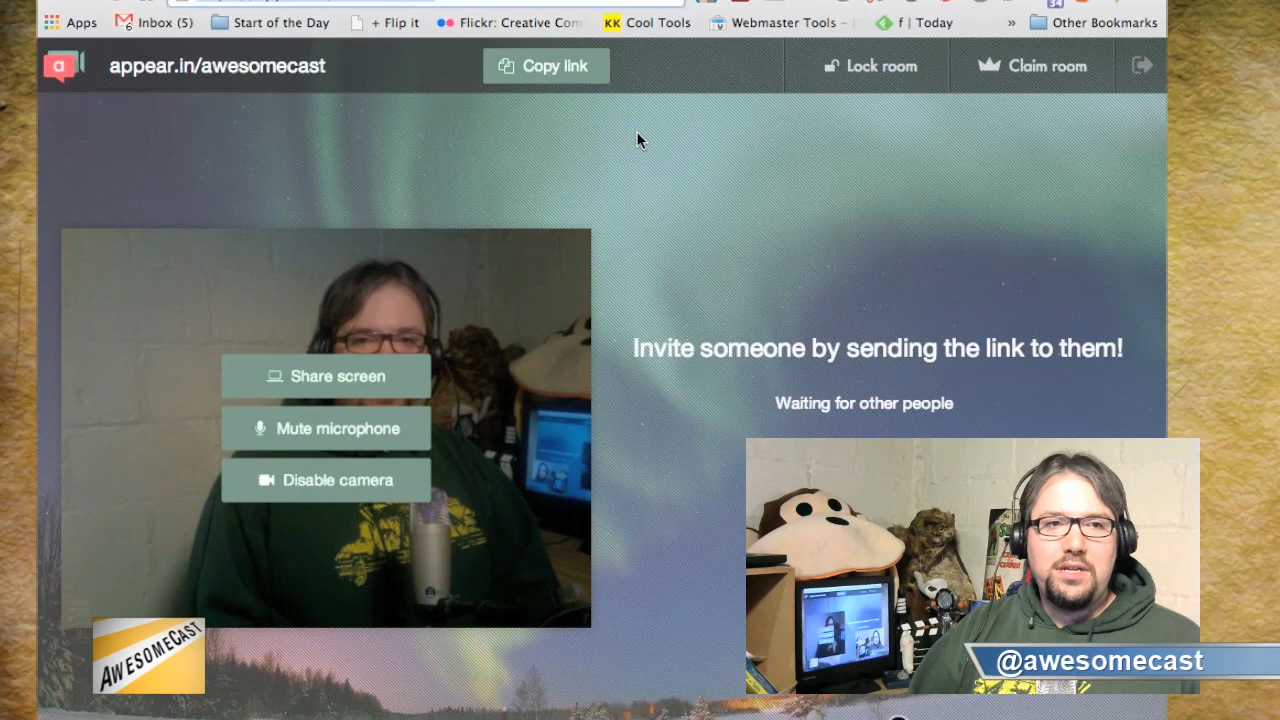 Apps Inbox (5) Start of the Day + Flip it Flickr: Creative Com KK Cool Tools Webmaster Tools - f l Today » Other Bookmarks
a appear.in/awesomecast Copy link Lock room Claim room
Invite someone by sending the link to them!
Waiting for other people
Share screen
Mute microphone
Disable camera
AWESOMECAST
@awesomecast